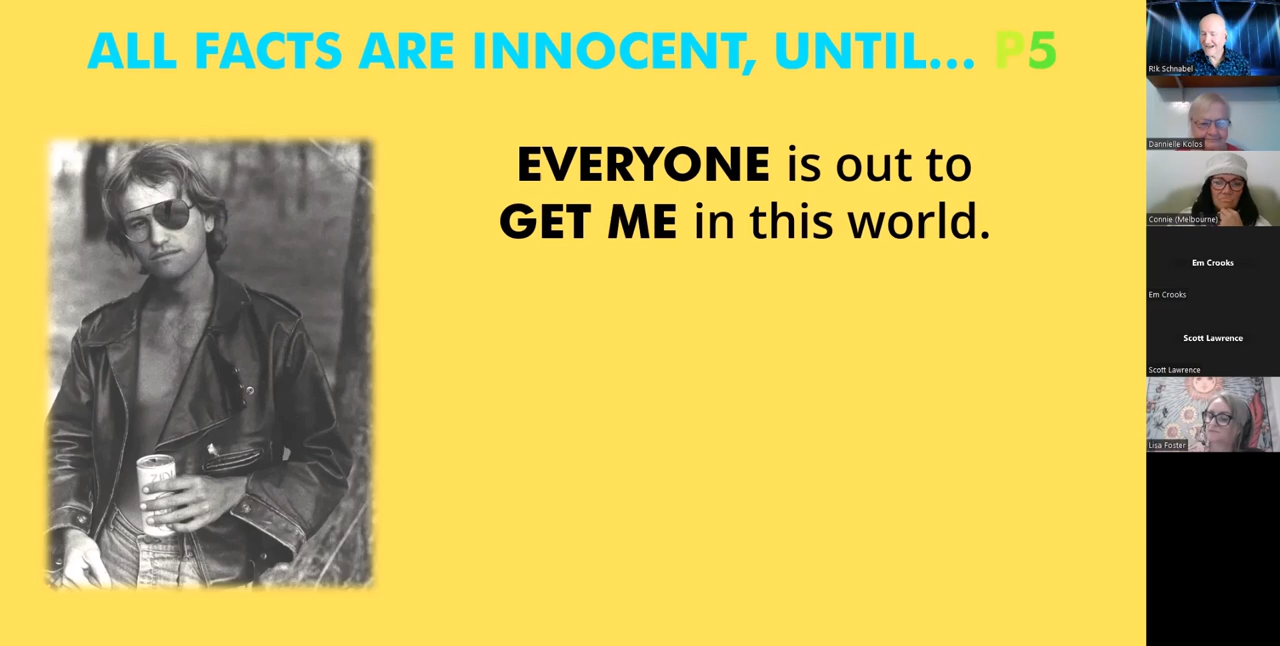 ALL FACTS ARE INNOCENT, UNTIL... P5
EVERYONE is out to
GET ME in this world.
R!k Schnabel
Dannielle Kolos
Connie (Melbourne)
Em Crooks
Em Crooks
Scott Lawrence
Scott Lawrence
Lisa Foster